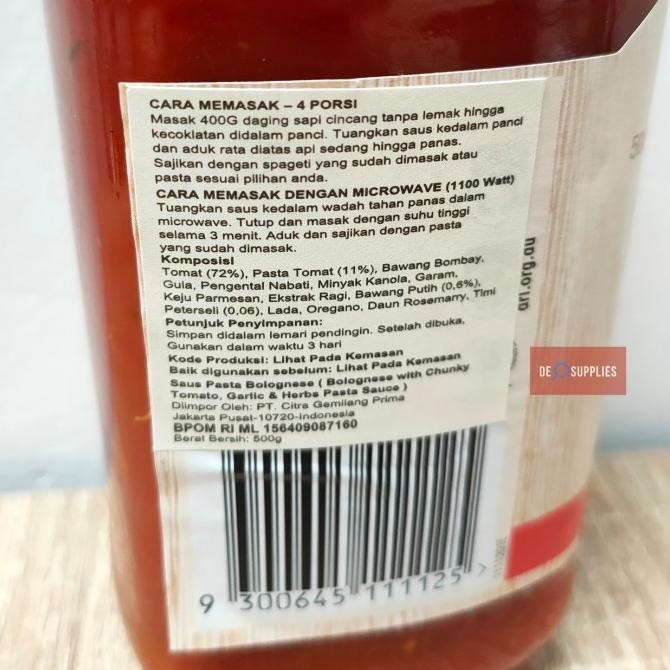 CARA MEMASAK – 4 PORSI
Masak 400G daging sapi cincang tanpa lemak hingga
kecoklatan didalam panci. Tuangkan saus kedalam panci
dan aduk rata diatas api sedang hingga panas.
Sajikan dengan spageti yang sudah dimasak atau
pasta sesuai pilihan anda.
CARA MEMASAK DENGAN MICROWAVE (1100 Watt)
Tuangkan saus kedalam wadah tahan panas dalam
microwave. Tutup dan masak dengan suhu tinggi
selama 3 menit. Aduk dan sajikan dengan pasta
yang sudah dimasak.
Komposisi
Tomat (72%), Pasta Tomat (11%), Bawang Bombay,
Gula, Pengental Nabati, Minyak Kanola, Garam,
Keju Parmesan, Ekstrak Ragi, Bawang Putih (0,6%),
Peterseli (0,06), Lada, Oregano, Daun Rosemarry, Timi
Petunjuk Penyimpanan:
Simpan didalam lemari pendingin. Setelah dibuka,
Gunakan dalam waktu 3 hari
Kode Produksi: Lihat Pada Kemasan
Baik digunakan sebelum: Lihat Pada Kemasan
Saus Pasta Bolognese ( Bolognese with Chunky
Tomato, Garlic & Herbs Pasta Sauce )
Diimpor Oleh: PT. Citra Gemilang Prima
Jakarta Pusat-10720-Indonesia
BPOM RI ML 156409087160
Berat Bersih: 500g
9 300645 111125 >
ari.org.au
DE SUPPLIES